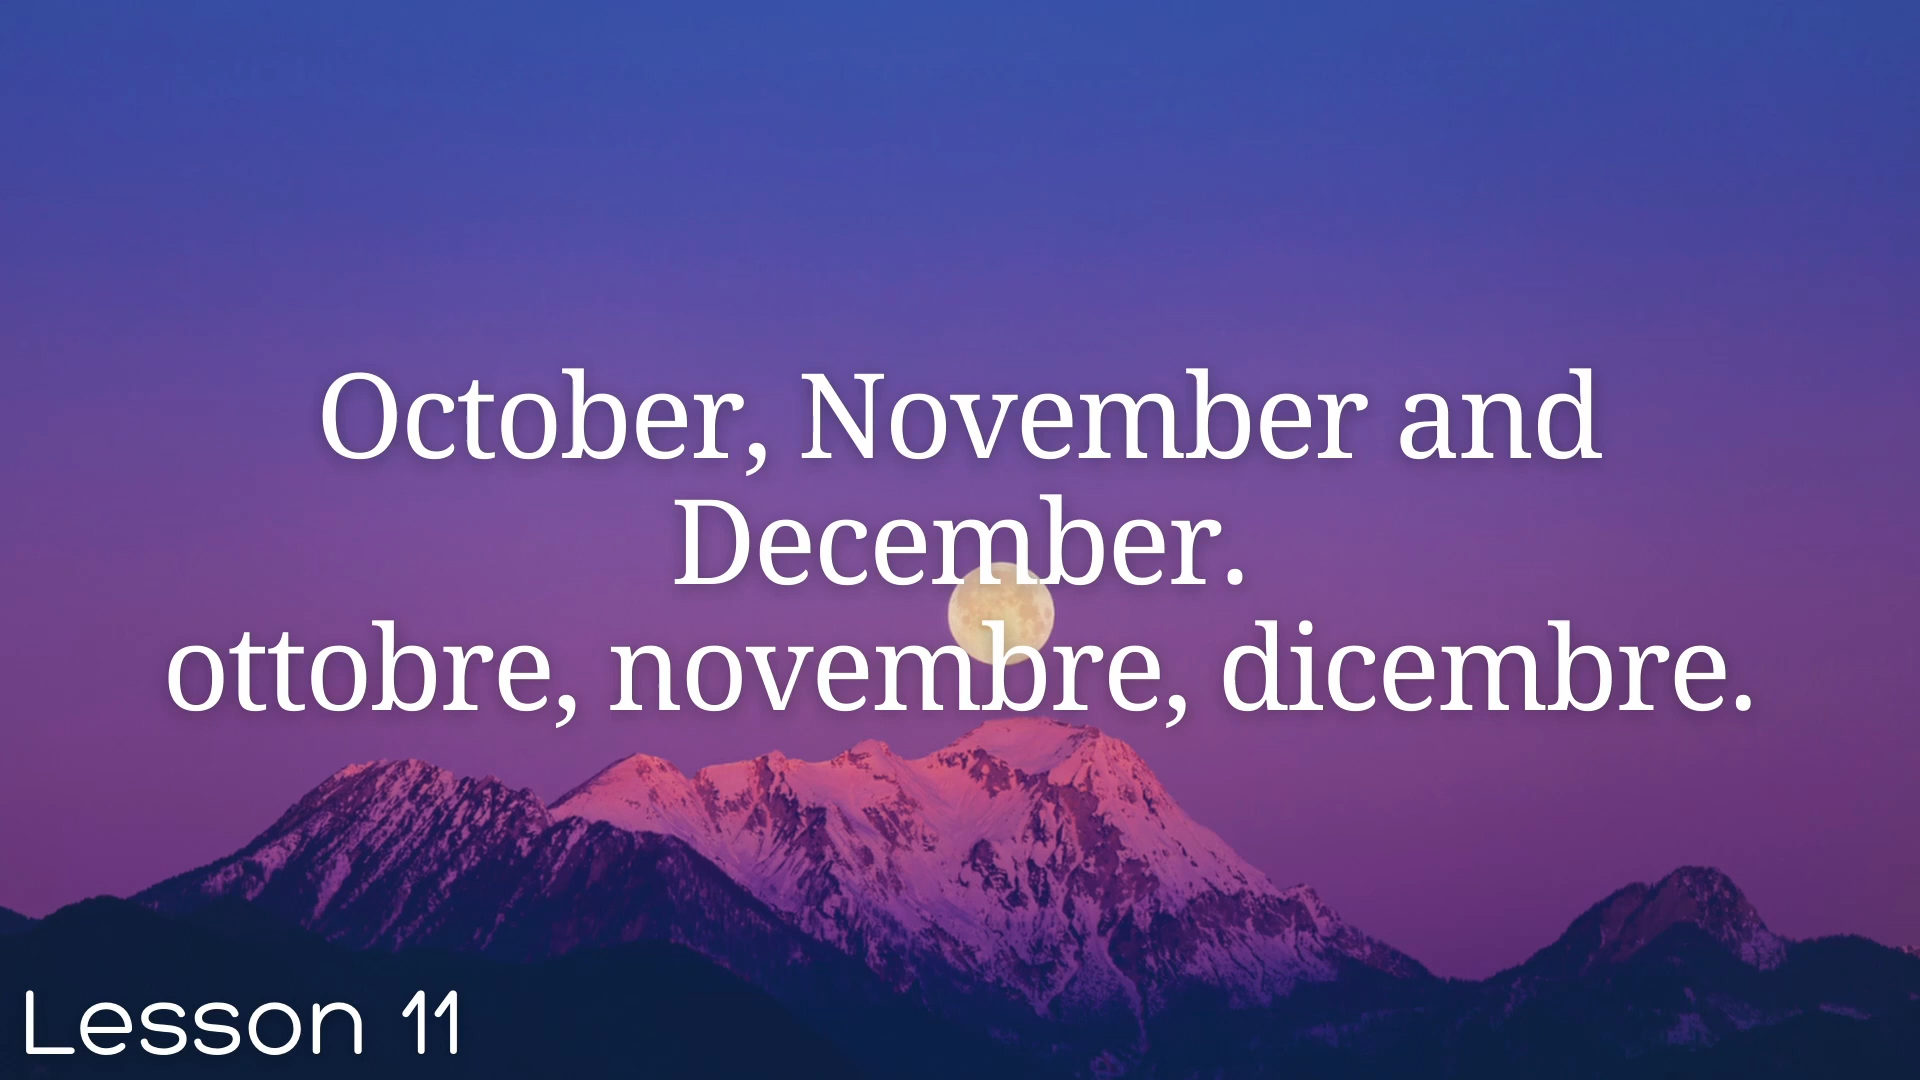 October, November and
December.
ottobre, novembre, dicembre.
Lesson 11